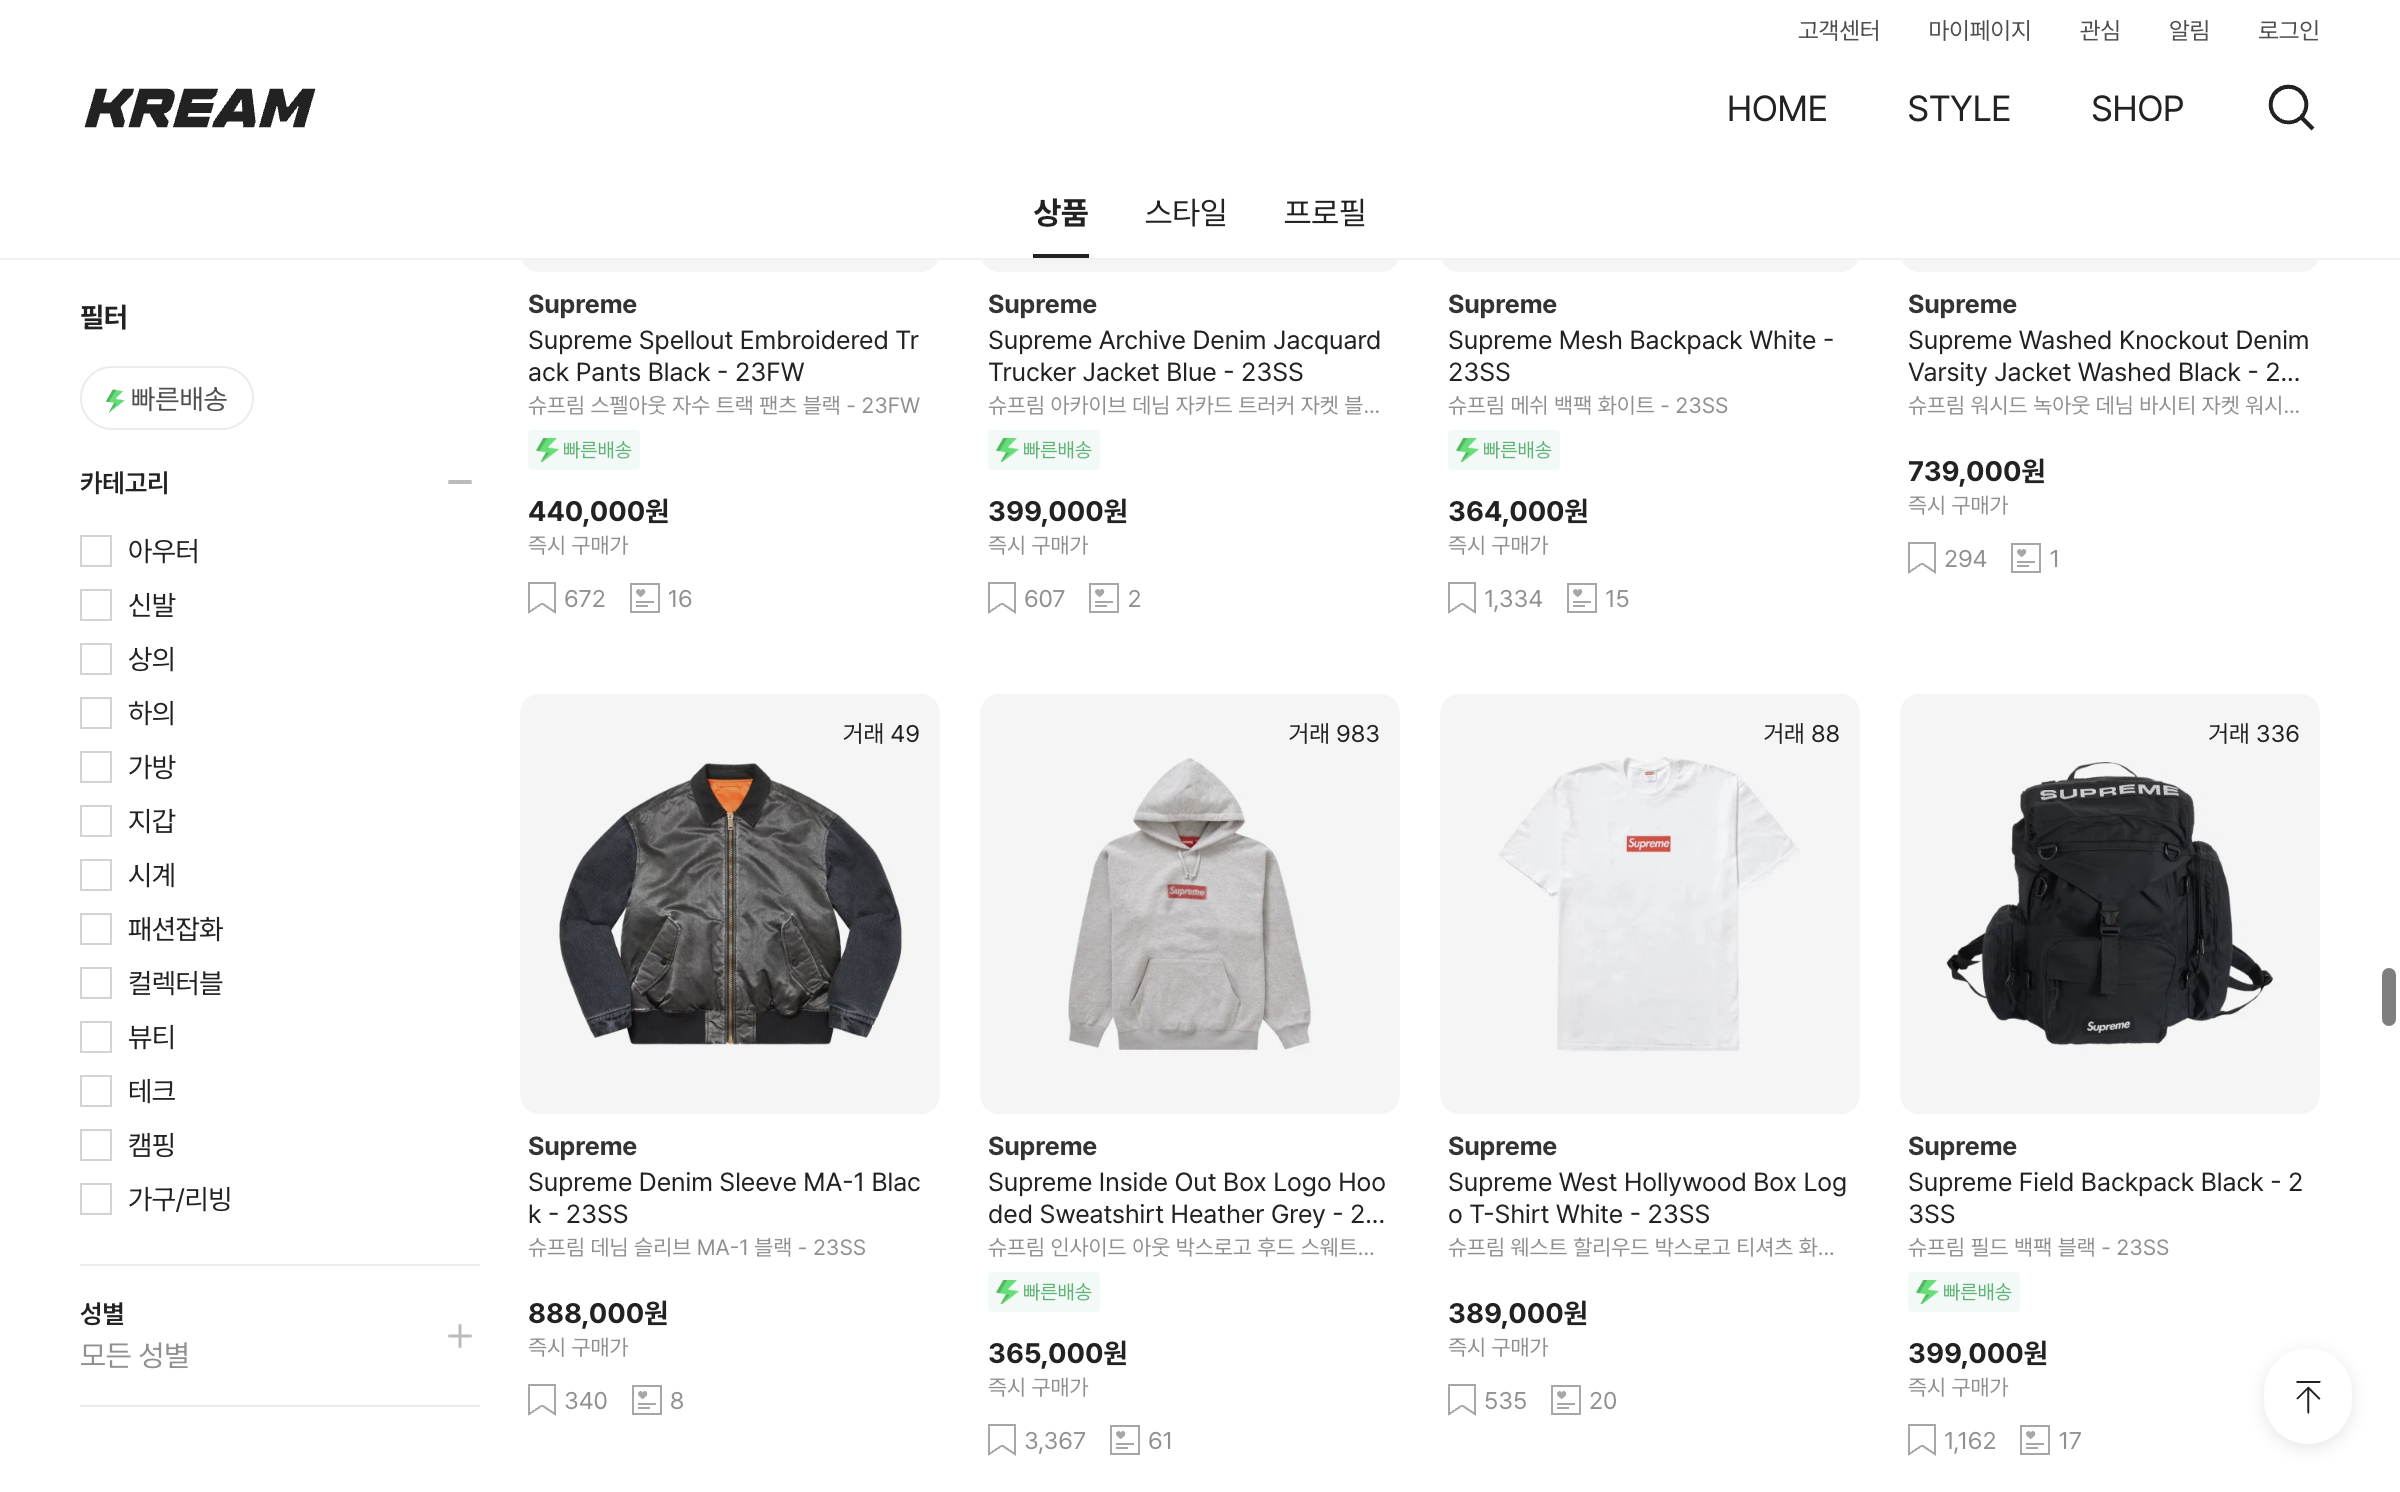 고객센터 마이페이지 관심 알림 로그인
KREAM
HOME STYLE SHOP
상품 스타일 프로필
필터
빠른배송
카테고리
아우터
신발
상의
하의
가방
지갑
시계
패션잡화
컬렉터블
뷰티
테크
캠핑
가구/리빙
성별
모든 성별
Supreme
Supreme Spellout Embroidered Tr
ack Pants Black - 23FW
슈프림 스펠아웃 자수 트랙 팬츠 블랙 - 23FW
빠른배송
440,000원
즉시 구매가
672 16
Supreme
Supreme Archive Denim Jacquard
Trucker Jacket Blue - 23SS
슈프림 아카이브 데님 자카드 트러커 자켓 블...
빠른배송
399,000원
즉시 구매가
607 2
Supreme
Supreme Mesh Backpack White -
23SS
슈프림 메쉬 백팩 화이트 - 23SS
빠른배송
364,000원
즉시 구매가
1,334 15
Supreme
Supreme Washed Knockout Denim
Varsity Jacket Washed Black - 2...
슈프림 워시드 녹아웃 데님 바시티 자켓 워시...
739,000원
즉시 구매가
294 1
거래 49
Supreme
Supreme Denim Sleeve MA-1 Blac
k - 23SS
슈프림 데님 슬리브 MA-1 블랙 - 23SS
888,000원
즉시 구매가
340 8
거래 983
Supreme
Supreme
Supreme Inside Out Box Logo Hoo
ded Sweatshirt Heather Grey - 2...
슈프림 인사이드 아웃 박스로고 후드 스웨트...
빠른배송
365,000원
즉시 구매가
3,367 61
거래 88
Supreme
Supreme
Supreme West Hollywood Box Log
o T-Shirt White - 23SS
슈프림 웨스트 할리우드 박스로고 티셔츠 화...
389,000원
즉시 구매가
535 20
거래 336
SUPREME
Supreme
Supreme
Supreme Field Backpack Black - 2
3SS
슈프림 필드 백팩 블랙 - 23SS
빠른배송
399,000원
즉시 구매가
1,162 17